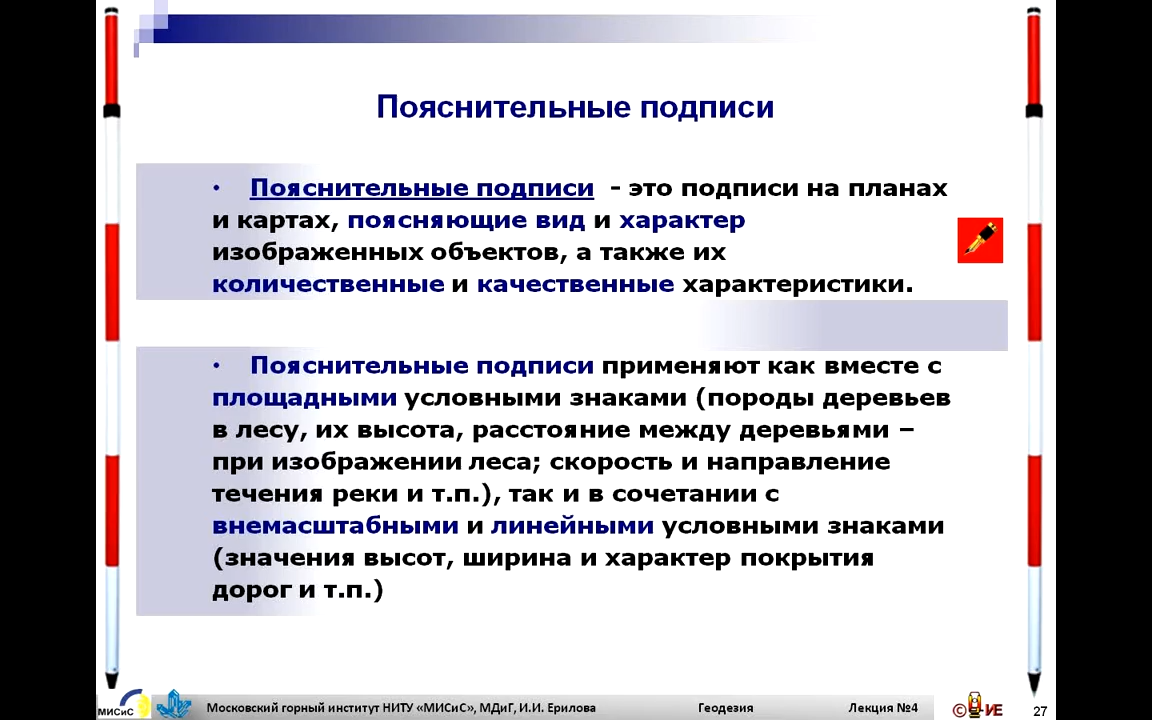 Пояснительные подписи
• Пояснительные подписи - это подписи на планах
и картах, поясняющие вид и характер
изображенных объектов, а также их
количественные и качественные характеристики.
• Пояснительные подписи применяют как вместе с
площадными условными знаками (породы деревьев
в лесу, их высота, расстояние между деревьями –
при изображении леса; скорость и направление
течения реки и т.п.), так и в сочетании с
внемасштабными и линейными условными знаками
(значения высот, ширина и характер покрытия
дорог и т.п.)
МИСиС Московский горный институт НИТУ «МИСиС», МДиГ, И.И. Ерилова Геодезия Лекция №4 © ИЕ 27